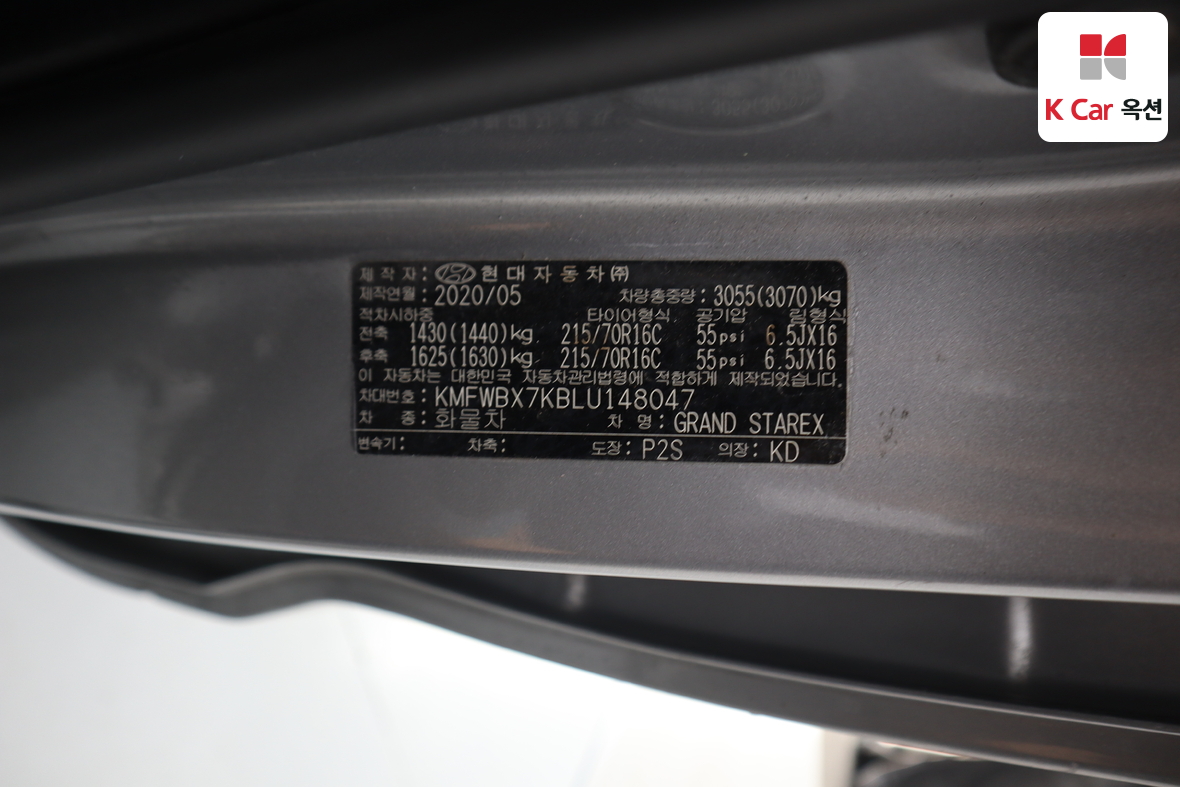 K Car 옥션
제 작 자 : 현대자동차㈜
제작연월 : 2020/05 차량총중량 : 3055(3070)kg
적차시하중 타이어형식 공기압 림형식
전축 1430(1440)kg 215/70R16C 55psi 6.5JX16
후축 1625(1630)kg 215/70R16C 55psi 6.5JX16
이 자동차는 대한민국 자동차관리법령에 적합하게 제작되었습니다.
차대번호 : KMFWBX7KBLU148047
차 종 : 화물차 차 명 : GRAND STAREX
변속기 : 차축 : 도장 : P2S 의장 : KD